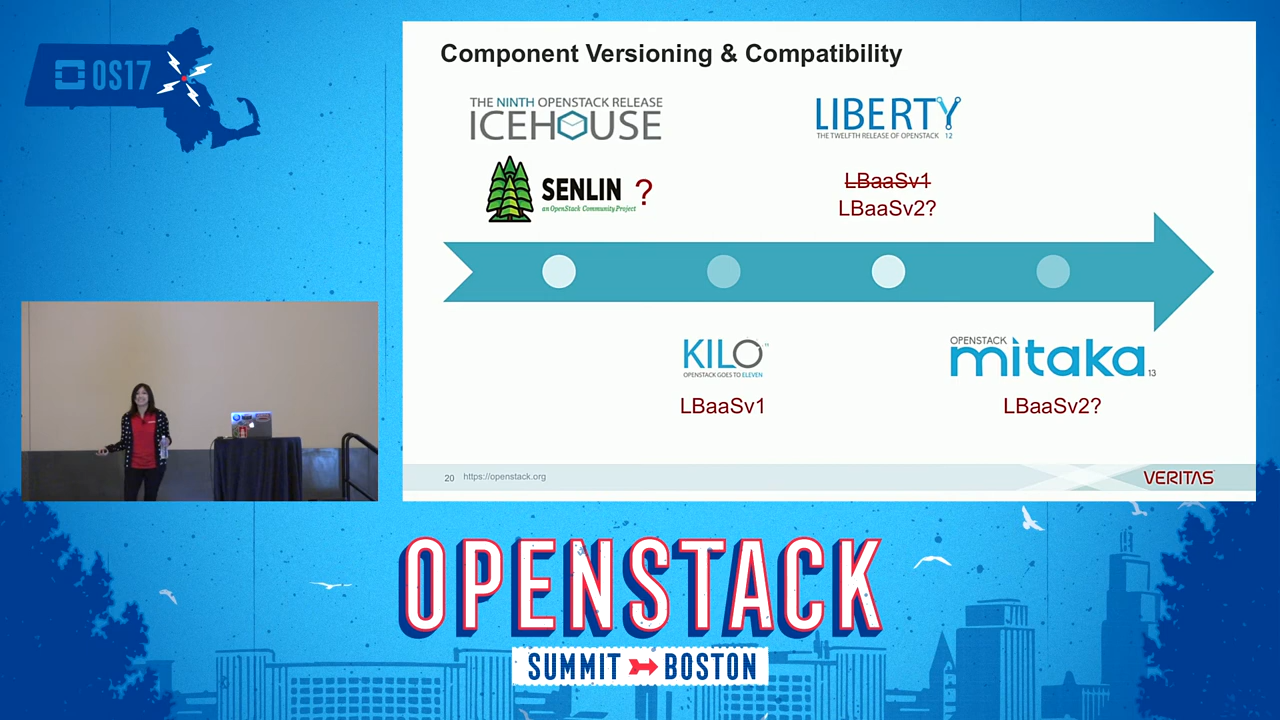 OS17
Component Versioning & Compatibility
THE NINTH OPENSTACK RELEASE
ICEHOUSE
LIBERTY
THE TWELFTH RELEASE OF OPENSTACK 12
SENLIN ?
an OpenStack Community Project
LBaaSv1
LBaaSv2?
KILO
OPENSTACK GOES TO ELEVEN
LBaaSv1
OPENSTACK
mitaka 13
LBaaSv2?
20 https://openstack.org
VERITAS
OPENSTACK
SUMMIT BOSTON